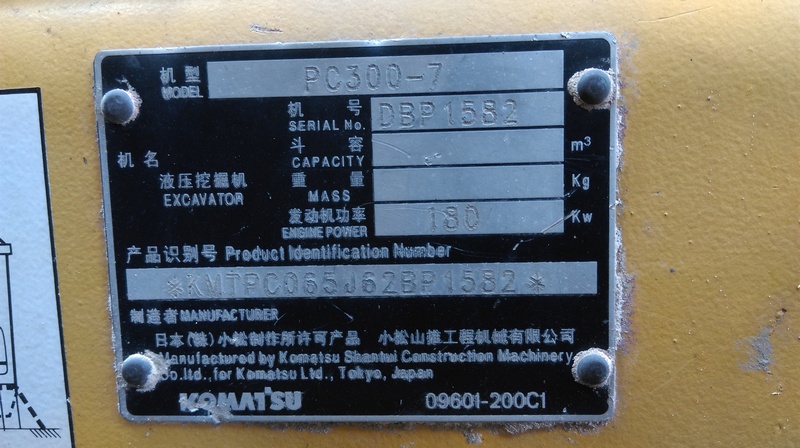 机型 MODEL PC300-7
机号 SERIAL No. DBP1582
机名 液压挖掘机 EXCAVATOR
斗容 CAPACITY m³
重量 MASS Kg
发动机功率 ENGINE POWER 180 Kw
产品识别号 Product Identification Number
*KMTPC065J62BP1582*
制造者 MANUFACTURER
日本(株)小松制作所许可产品 小松山推工程机械有限公司
Manufactured by Komatsu Shantui Construction Machinery
Co.ltd.,for Komatsu Ltd., Tokyo, Japan
KOMATSU 09601-200C1